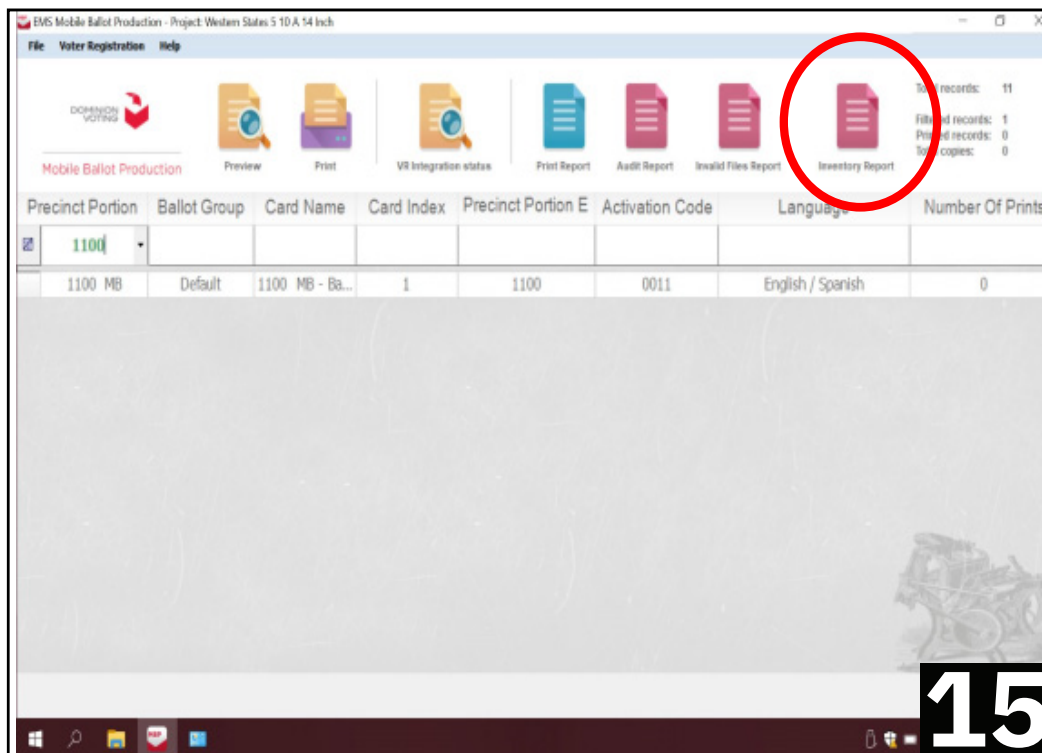 EMS Mobile Ballot Production - Project: Western States 5 10 A 14 Inch
File Voter Registration Help
DOMINION
VOTING
Mobile Ballot Production
Preview
Print
VR Integration status
Print Report
Audit Report
Invalid Files Report
Inventory Report
records: 11
Filtered records: 1
Printed records: 0
Total copies: 0
Precinct Portion Ballot Group Card Name Card Index Precinct Portion E Activation Code Language Number Of Prints
1100
1100 MB Default 1100 MB - Ba... 1 1100 0011 English / Spanish 0
MBP
15